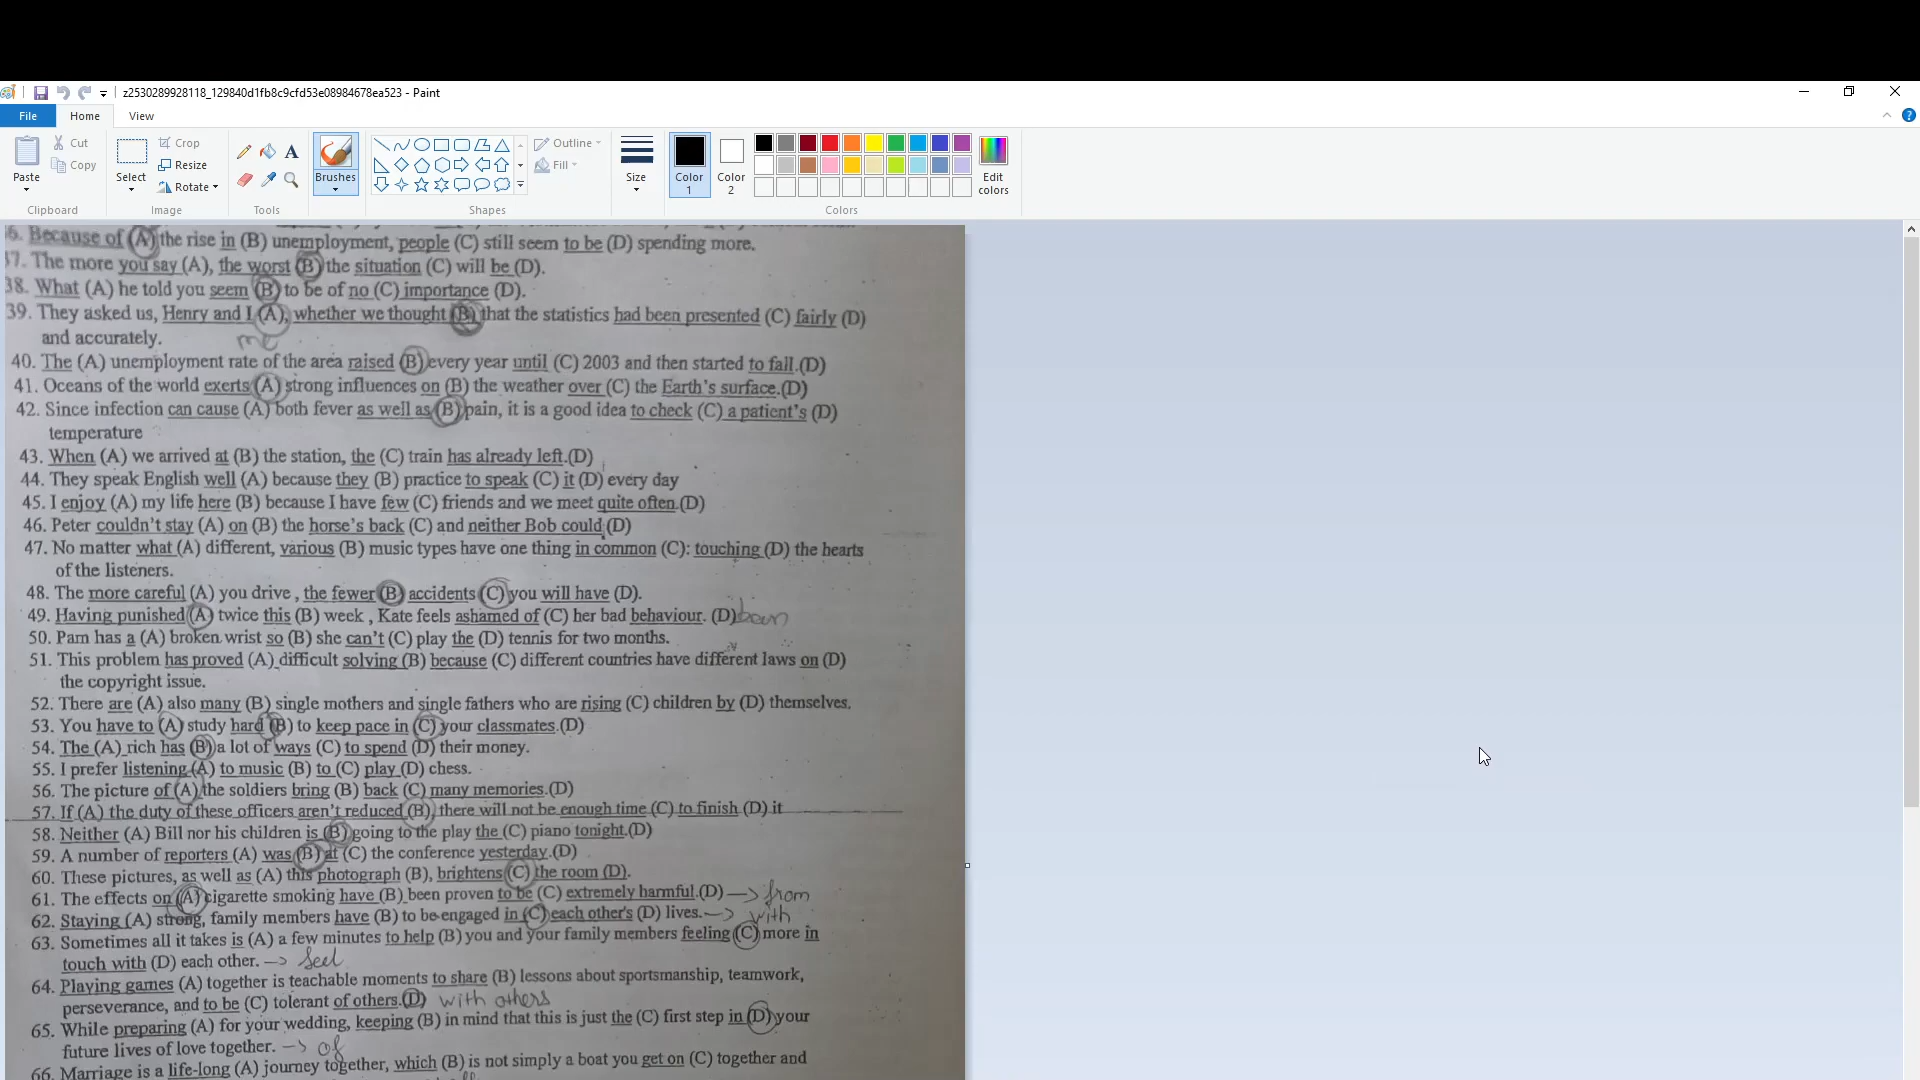 z2530289928118_129840d1fb8c9cfd53e08984678ea523 - Paint
File Home View
Paste Cut Copy Clipboard
Select Crop Resize Rotate Image
Tools
Brushes
Shapes Outline Fill
Size
Color 1 Color 2 Edit colors Colors
6. Because of (A) the rise in (B) unemployment, people (C) still seem to be (D) spending more.
37. The more you say (A), the worst (B) the situation (C) will be (D).
38. What (A) he told you seem (B) to be of no (C) importance (D).
39. They asked us, Henry and I (A), whether we thought (B) that the statistics had been presented (C) fairly (D)
and accurately. me
40. The (A) unemployment rate of the area raised (B) every year until (C) 2003 and then started to fall.(D)
41. Oceans of the world exerts (A) strong influences on (B) the weather over (C) the Earth's surface.(D)
42. Since infection can cause (A) both fever as well as (B) pain, it is a good idea to check (C) a patient's (D)
temperature
43. When (A) we arrived at (B) the station, the (C) train has already left.(D)
44. They speak English well (A) because they (B) practice to speak (C) it (D) every day
45. I enjoy (A) my life here (B) because I have few (C) friends and we meet quite often.(D)
46. Peter couldn't stay (A) on (B) the horse's back (C) and neither Bob could.(D)
47. No matter what (A) different, various (B) music types have one thing in common (C): touching (D) the hearts
of the listeners.
48. The more careful (A) you drive , the fewer (B) accidents (C) you will have (D).
49. Having punished (A) twice this (B) week , Kate feels ashamed of (C) her bad behaviour. (D) been
50. Pam has a (A) broken wrist so (B) she can't (C) play the (D) tennis for two months.
51. This problem has proved (A) difficult solving (B) because (C) different countries have different laws on (D)
the copyright issue.
52. There are (A) also many (B) single mothers and single fathers who are rising (C) children by (D) themselves.
53. You have to (A) study hard (B) to keep pace in (C) your classmates.(D)
54. The (A) rich has (B) a lot of ways (C) to spend (D) their money.
55. I prefer listening (A) to music (B) to (C) play (D) chess.
56. The picture of (A) the soldiers bring (B) back (C) many memories.(D)
57. If (A) the duty of these officers aren't reduced (B), there will not be enough time (C) to finish (D) it
58. Neither (A) Bill nor his children is (B) going to the play the (C) piano tonight.(D)
59. A number of reporters (A) was (B) at (C) the conference yesterday.(D)
60. These pictures, as well as (A) this photograph (B), brightens (C) the room (D).
61. The effects on (A) cigarette smoking have (B) been proven to be (C) extremely harmful.(D) -> from
62. Staying (A) strong, family members have (B) to be engaged in (C) each other's (D) lives. -> with
63. Sometimes all it takes is (A) a few minutes to help (B) you and your family members feeling (C) more in
touch with (D) each other. -> feel
64. Playing games (A) together is teachable moments to share (B) lessons about sportsmanship, teamwork,
perseverance, and to be (C) tolerant of others.(D) with others
65. While preparing (A) for your wedding, keeping (B) in mind that this is just the (C) first step in (D) your
future lives of love together. -> of
66. Marriage is a life-long (A) journey together, which (B) is not simply a boat you get on (C) together and